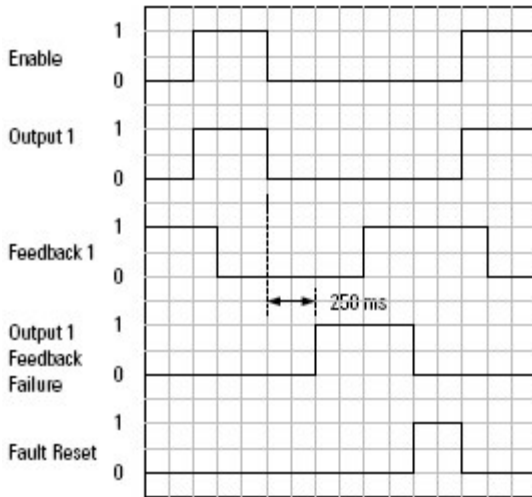 1
Enable
0
1
Output 1
0
1
Feedback 1
0
250 ms
Output 1
1
Feedback
Failure
0
1
Fault Reset
0